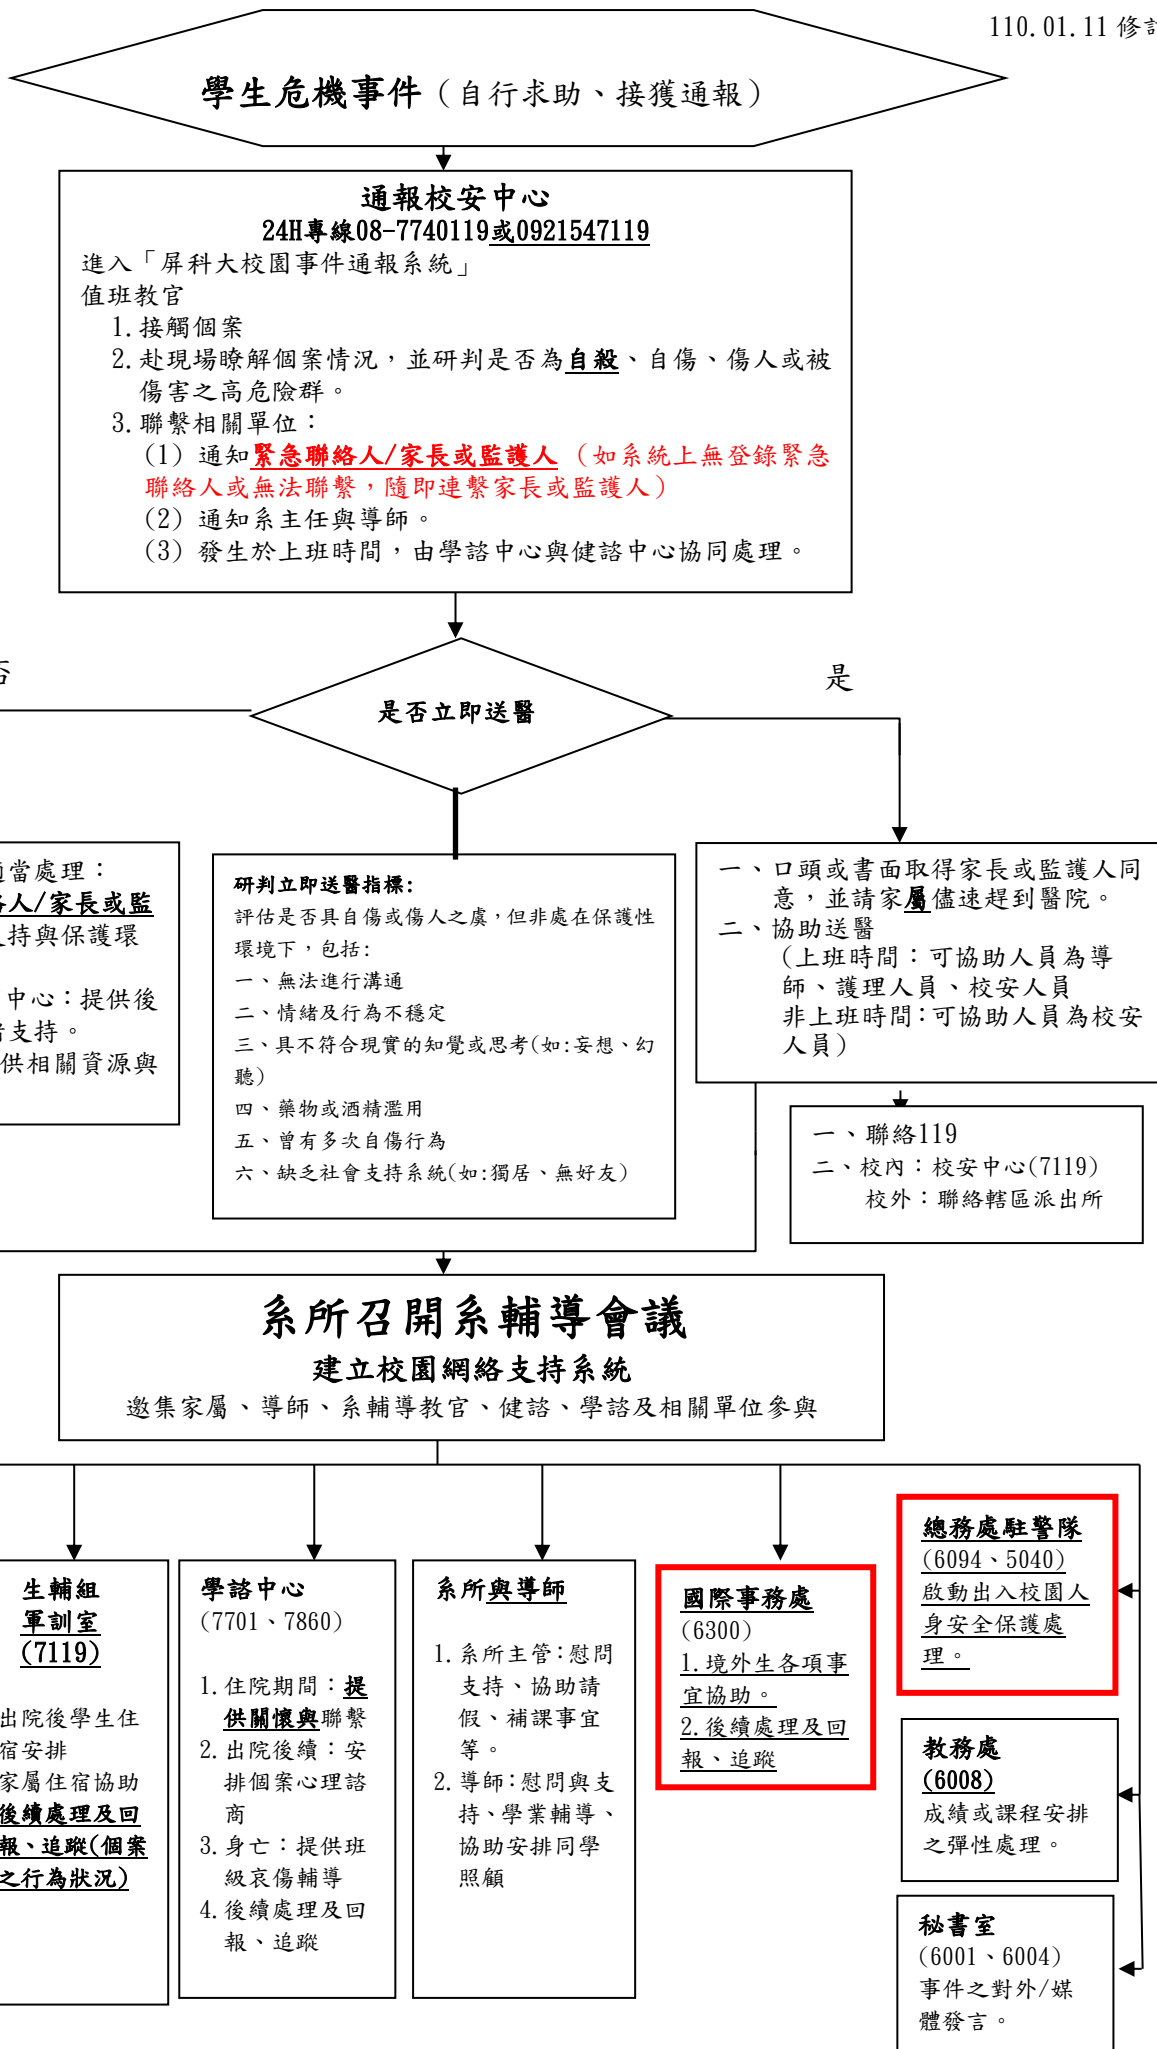 110.01.11 修訂
學生危機事件（自行求助、接獲通報）
通報校安中心
24H專線08-7740119或0921547119
進入「屏科大校園事件通報系統」
值班教官
1.接觸個案
2.赴現場瞭解個案情況，並研判是否為自殺、自傷、傷人或被
傷害之高危險群。
3.聯繫相關單位：
(1) 通知緊急聯絡人/家長或監護人（如系統上無登錄緊急
聯絡人或無法聯繫，隨即連繫家長或監護人）
(2) 通知系主任與導師。
(3) 發生於上班時間，由學諮中心與健諮中心協同處理。
否
是
是否立即送醫
適當處理：
絡人/家長或監
支持與保護環
中心：提供後
緒支持。
供相關資源與
研判立即送醫指標:
評估是否具自傷或傷人之虞，但非處在保護性
環境下，包括:
一、無法進行溝通
二、情緒及行為不穩定
三、具不符合現實的知覺或思考(如:妄想、幻
聽)
四、藥物或酒精濫用
五、曾有多次自傷行為
六、缺乏社會支持系統(如:獨居、無好友)
一、口頭或書面取得家長或監護人同
意，並請家屬儘速趕到醫院。
二、協助送醫
(上班時間：可協助人員為導
師、護理人員、校安人員
非上班時間：可協助人員為校安
人員)
一、聯絡119
二、校內：校安中心(7119)
校外：聯絡轄區派出所
系所召開系輔導會議
建立校園網絡支持系統
邀集家屬、導師、系輔導教官、健諮、學諮及相關單位參與
生輔組
軍訓室
(7119)
出院後學生住
宿安排
家屬住宿協助
後續處理及回
報、追蹤(個案
之行為狀況)
學諮中心
(7701、7860)
1.住院期間：提
供關懷與聯繫
2.出院後續：安
排個案心理諮
商
3.身亡：提供班
級哀傷輔導
4.後續處理及回
報、追蹤
系所與導師
1.系所主管：慰問
支持、協助請
假、補課事宜
等。
2.導師：慰問與支
持、學業輔導、
協助安排同學
照顧
國際事務處
(6300)
1.境外生各項事
宜協助。
2.後續處理及回
報、追蹤
總務處駐警隊
(6094、5040)
啟動出入校園人
身安全保護處
理。
教務處
(6008)
成績或課程安排
之彈性處理。
秘書室
(6001、6004)
事件之對外/媒
體發言。